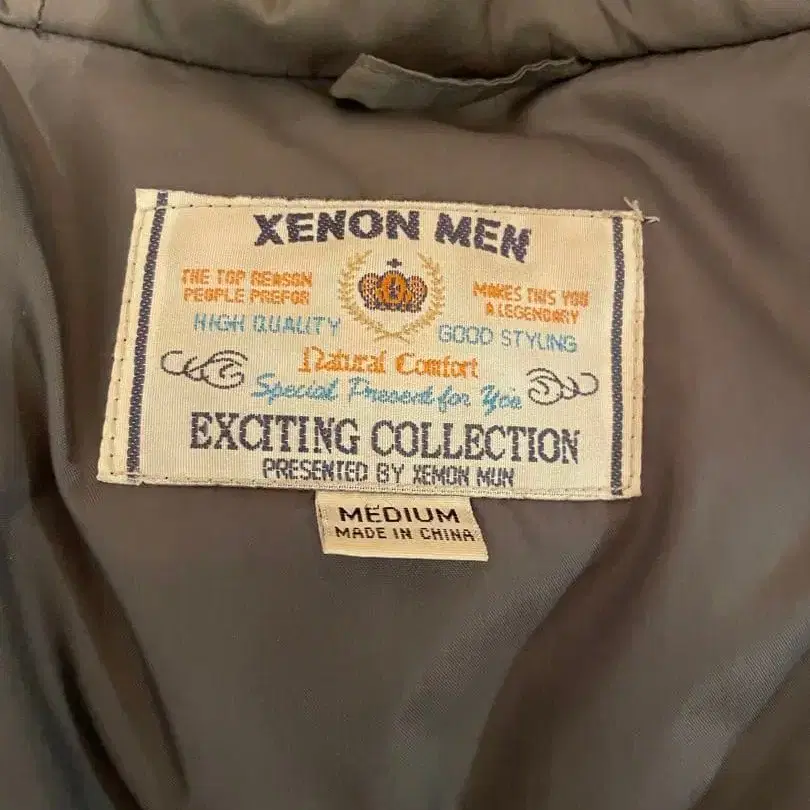 XENON MEN
THE TOP REASON
PEOPLE PREFOR
MAKES THIS YOU
A LEGENDARY
HIGH QUALITY
GOOD STYLING
Natural Comfort
Special Present for You
EXCITING COLLECTION
PRESENTED BY XEMON MUN
MEDIUM
MADE IN CHINA